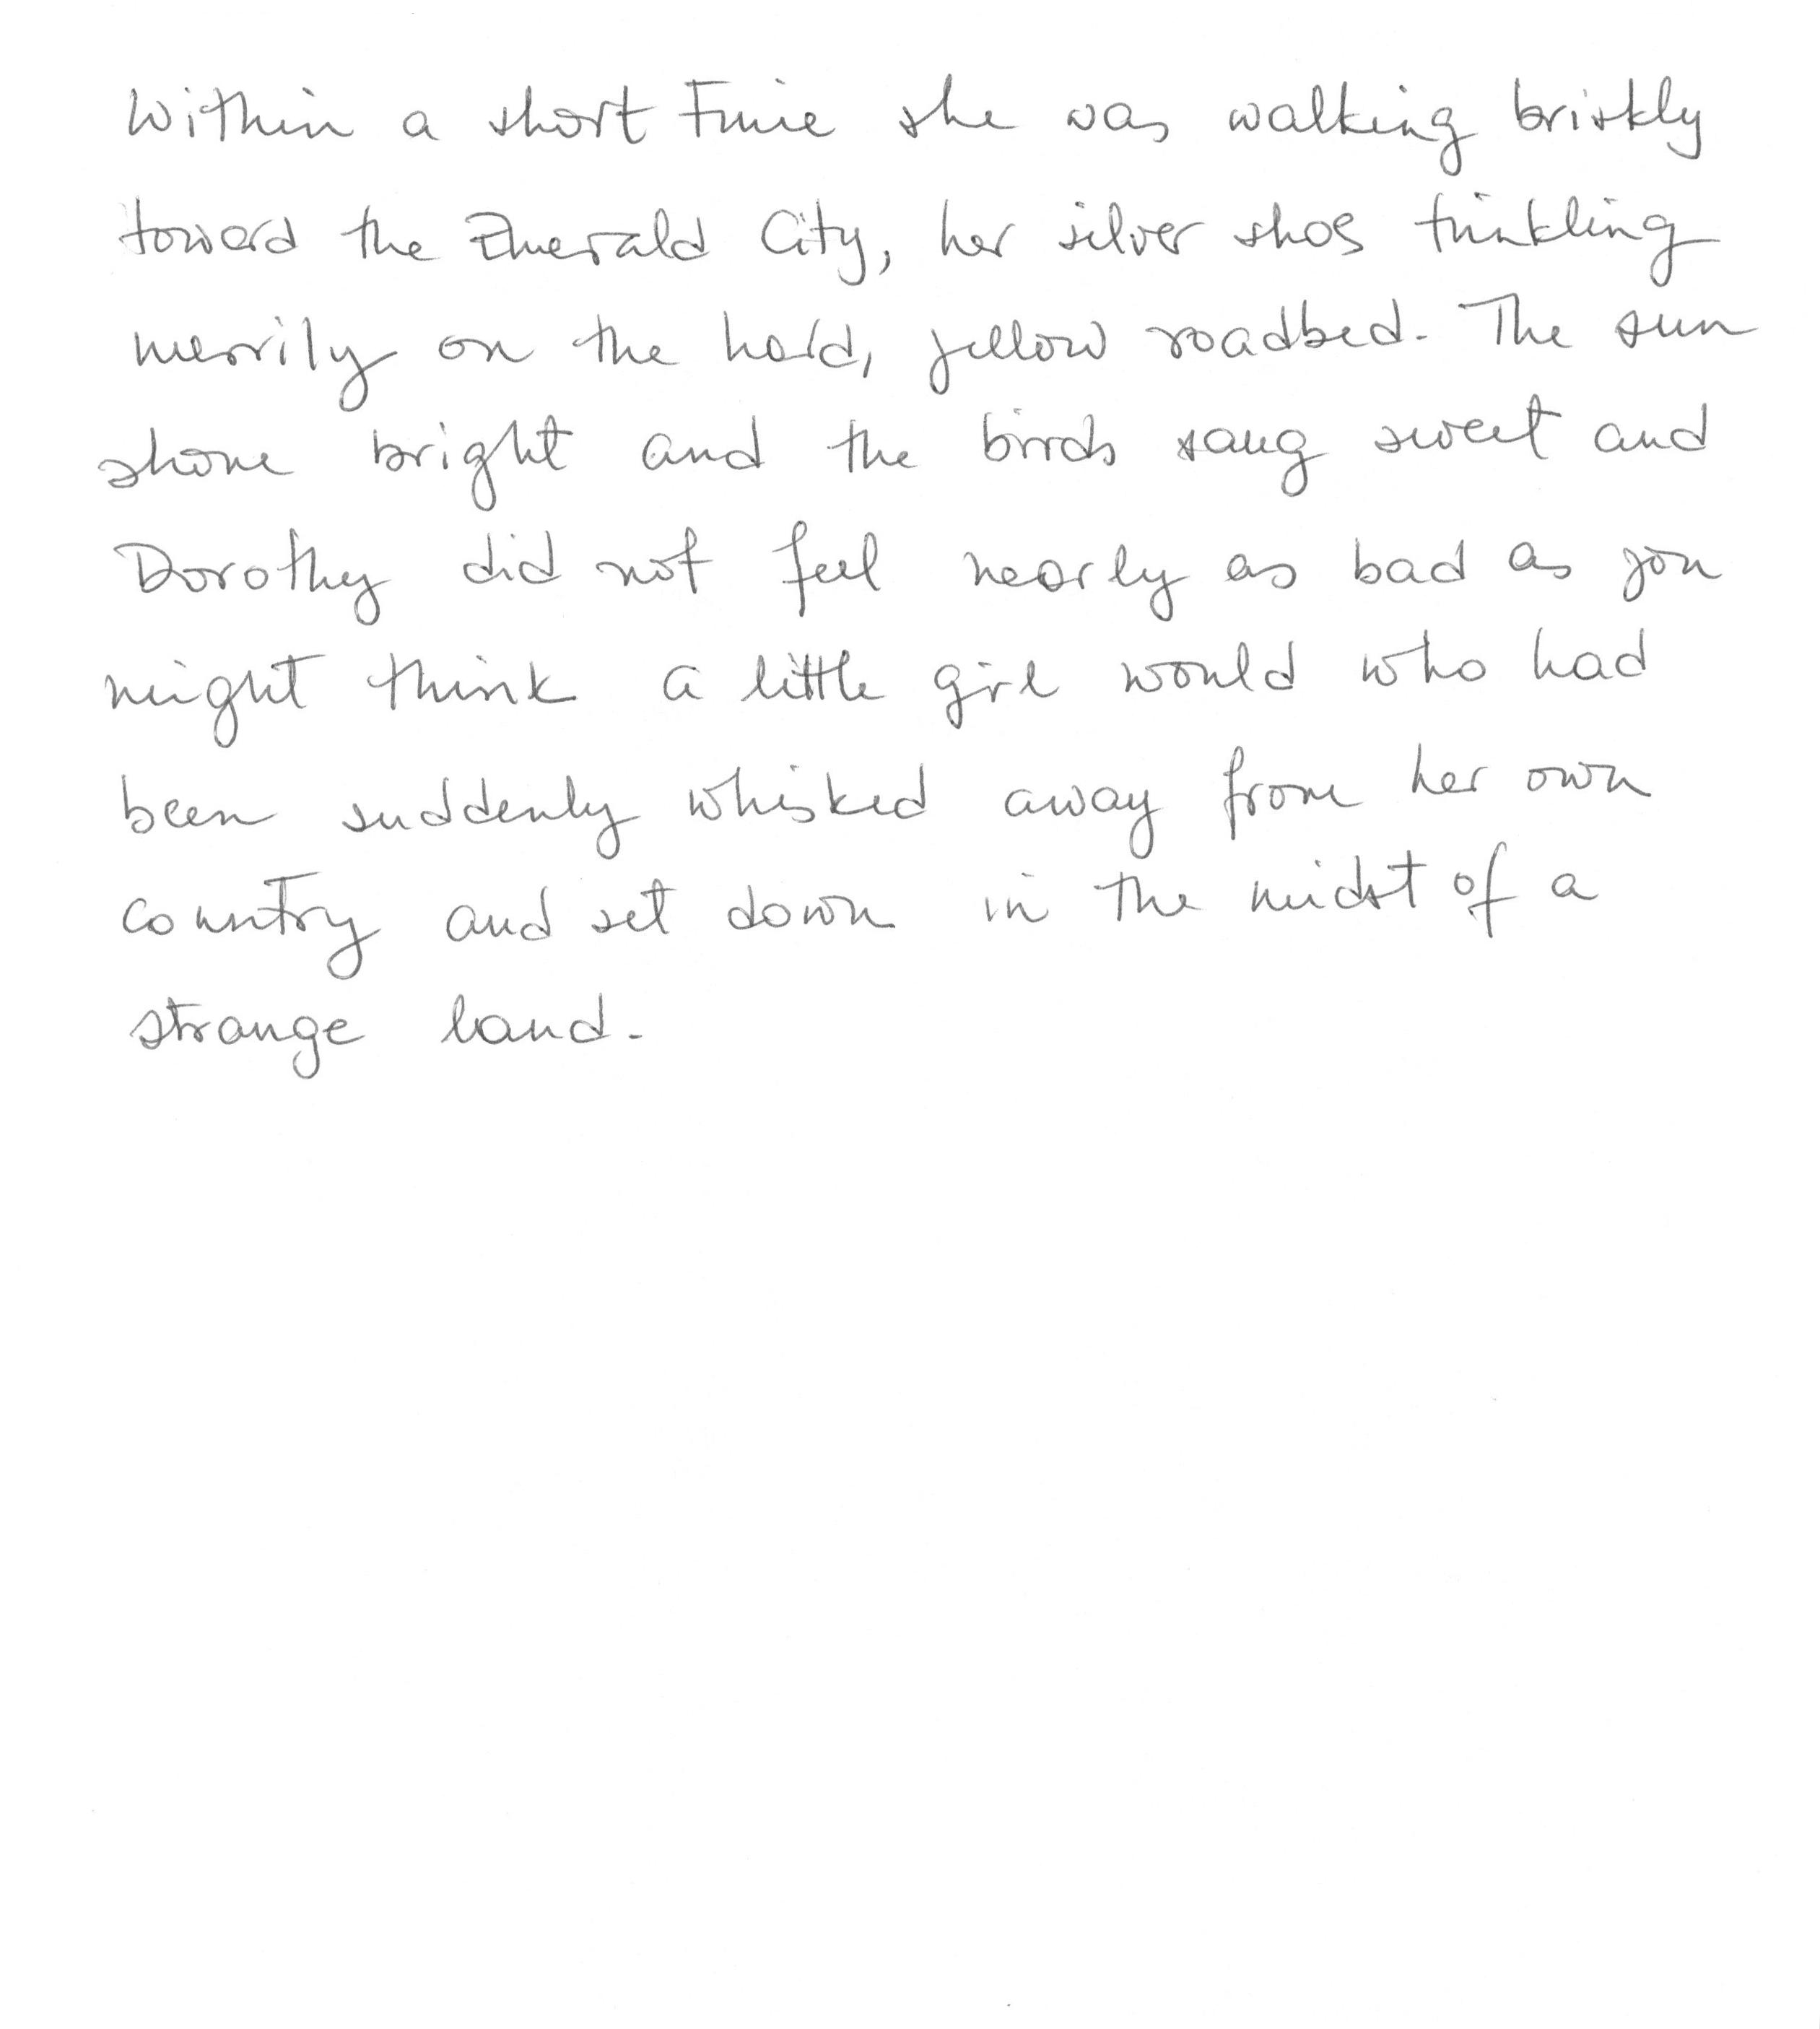 Within a short time she was walking briskly
toward the Emerald City, her silver shos tinkling
merrily on the hard, yellow roadbed. The sun
shone bright and the birds sang sweet and
Dorothy did not feel nearly as bad as you
might think a little girl would who had
been suddenly whisked away from her own
country and set down in the midst of a
strange land.